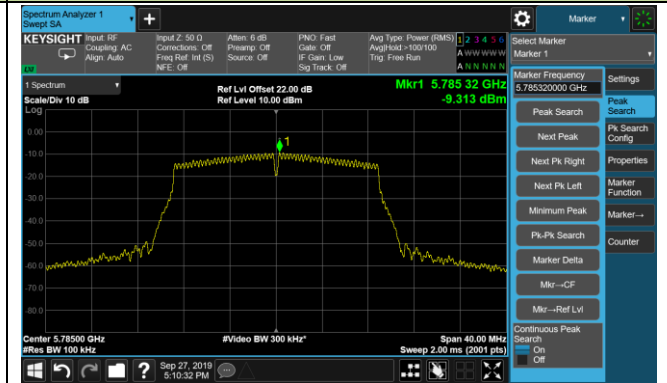 Spectrum Analyzer 1
Swept SA
Marker
KEYSIGHT
Input: RF
Coupling: AC
Align: Auto
Input Z: 50 Ω
Corrections: Off
Freq Ref: Int (S)
NFE: Off
Atten: 6 dB
Preamp: Off
Source: Off
PNO: Fast
Gate: Off
IF Gain: Low
Sig Track: Off
Avg Type: Power (RMS)
Avg|Hold:>100/100
Trig: Free Run
1 2 3 4 5 6
A W W W W W
A N N N N N
Select Marker
Marker 1
1 Spectrum
Scale/Div 10 dB
Log
Ref Lvl Offset 22.00 dB
Ref Level 10.00 dBm
Mkr1 5.785 32 GHz
-9.313 dBm
0.00
-10.0
-20.0
-30.0
-40.0
-50.0
-60.0
-70.0
-80.0
1
Center 5.78500 GHz
#Res BW 100 kHz
#Video BW 300 kHz*
Span 40.00 MHz
Sweep 2.00 ms (2001 pts)
Marker Frequency
5.785320000 GHz
Peak Search
Next Peak
Next Pk Right
Next Pk Left
Minimum Peak
Pk-Pk Search
Marker Delta
Mkr→CF
Mkr→Ref Lvl
Continuous Peak
Search
On
Off
Settings
Peak
Search
Pk Search
Config
Properties
Marker
Function
Marker→
Counter
?
Sep 27, 2019
5:10:32 PM